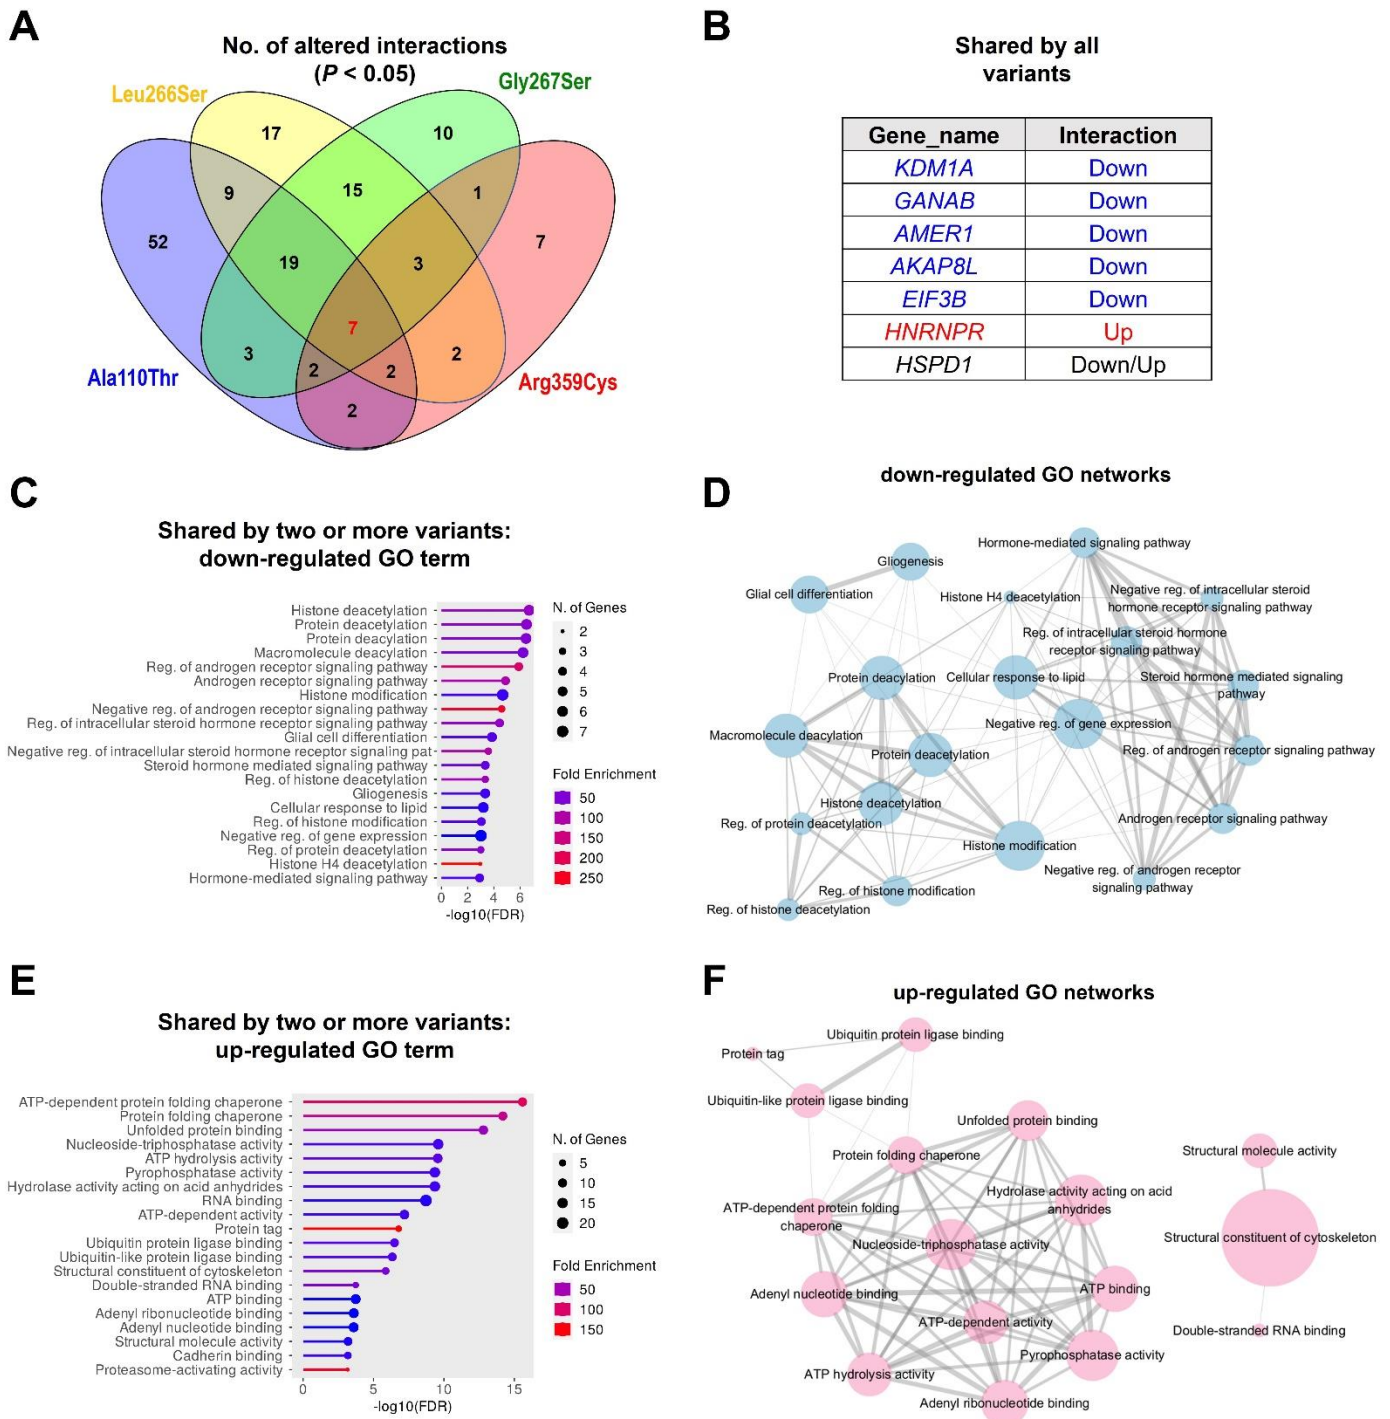 A
No. of altered interactions
(P < 0.05)
Leu266Ser
Gly267Ser
17
10
9
15
1
52
19
3
7
7
3
2
2
2
2
Ala110Thr
Arg359Cys
B
Shared by all
variants
Gene_name Interaction
KDM1A Down
GANAB Down
AMER1 Down
AKAP8L Down
EIF3B Down
HNRNPR Up
HSPD1 Down/Up
C
Shared by two or more variants:
down-regulated GO term
Histone deacetylation
Protein deacetylation
Protein deacylation
Macromolecule deacylation
Reg. of androgen receptor signaling pathway
Androgen receptor signaling pathway
Histone modification
Negative reg. of androgen receptor signaling pathway
Reg. of intracellular steroid hormone receptor signaling pathway
Glial cell differentiation
Negative reg. of intracellular steroid hormone receptor signaling pat
Steroid hormone mediated signaling pathway
Reg. of histone deacetylation
Gliogenesis
Cellular response to lipid
Reg. of histone modification
Negative reg. of gene expression
Reg. of protein deacetylation
Histone H4 deacetylation
Hormone-mediated signaling pathway
0 2 4 6
-log10(FDR)
N. of Genes
2
3
4
5
6
7
Fold Enrichment
50
100
150
200
250
D
down-regulated GO networks
Hormone-mediated signaling pathway
Gliogenesis
Glial cell differentiation
Histone H4 deacetylation
Negative reg. of intracellular steroid
hormone receptor signaling pathway
Reg. of intracellular steroid hormone
receptor signaling pathway
Protein deacylation
Cellular response to lipid
Steroid hormone mediated signaling
pathway
Negative reg. of gene expression
Macromolecule deacylation
Protein deacetylation
Reg. of androgen receptor signaling pathway
Histone deacetylation
Reg. of protein deacetylation
Androgen receptor signaling pathway
Histone modification
Negative reg. of androgen receptor
signaling pathway
Reg. of histone modification
Reg. of histone deacetylation
E
Shared by two or more variants:
up-regulated GO term
ATP-dependent protein folding chaperone
Protein folding chaperone
Unfolded protein binding
Nucleoside-triphosphatase activity
ATP hydrolysis activity
Pyrophosphatase activity
Hydrolase activity acting on acid anhydrides
RNA binding
ATP-dependent activity
Protein tag
Ubiquitin protein ligase binding
Ubiquitin-like protein ligase binding
Structural constituent of cytoskeleton
Double-stranded RNA binding
ATP binding
Adenyl ribonucleotide binding
Adenyl nucleotide binding
Structural molecule activity
Cadherin binding
Proteasome-activating activity
0 5 10 15
-log10(FDR)
N. of Genes
5
10
15
20
Fold Enrichment
50
100
150
F
up-regulated GO networks
Ubiquitin protein ligase binding
Protein tag
Ubiquitin-like protein ligase binding
Unfolded protein binding
Protein folding chaperone
Structural molecule activity
Hydrolase activity acting on acid
anhydrides
ATP-dependent protein folding
chaperone
Structural constituent of cytoskeleton
Nucleoside-triphosphatase activity
Adenyl nucleotide binding
ATP binding
ATP-dependent activity
Double-stranded RNA binding
Pyrophosphatase activity
ATP hydrolysis activity
Adenyl ribonucleotide binding